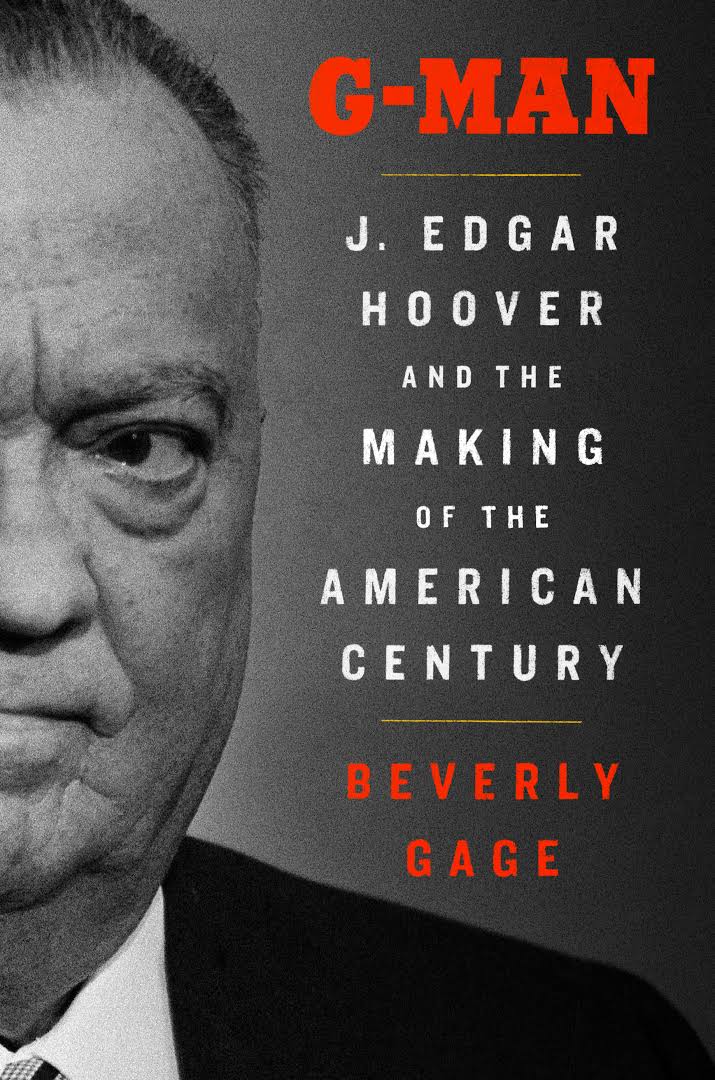 G-MAN
J. EDGAR
HOOVER
AND THE
MAKING
OF THE
AMERICAN
CENTURY
BEVERLY
GAGE